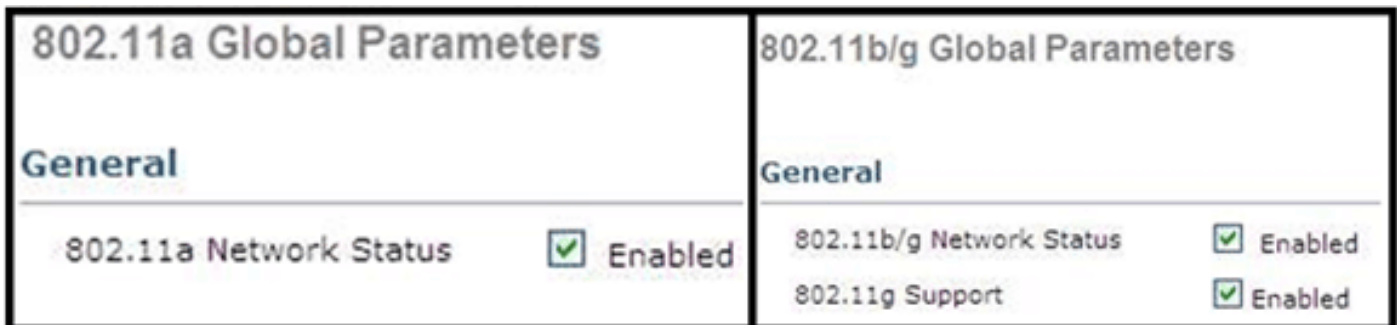 802.11a Global Parameters
General
802.11a Network Status Enabled
802.11b/g Global Parameters
General
802.11b/g Network Status Enabled
802.11g Support Enabled